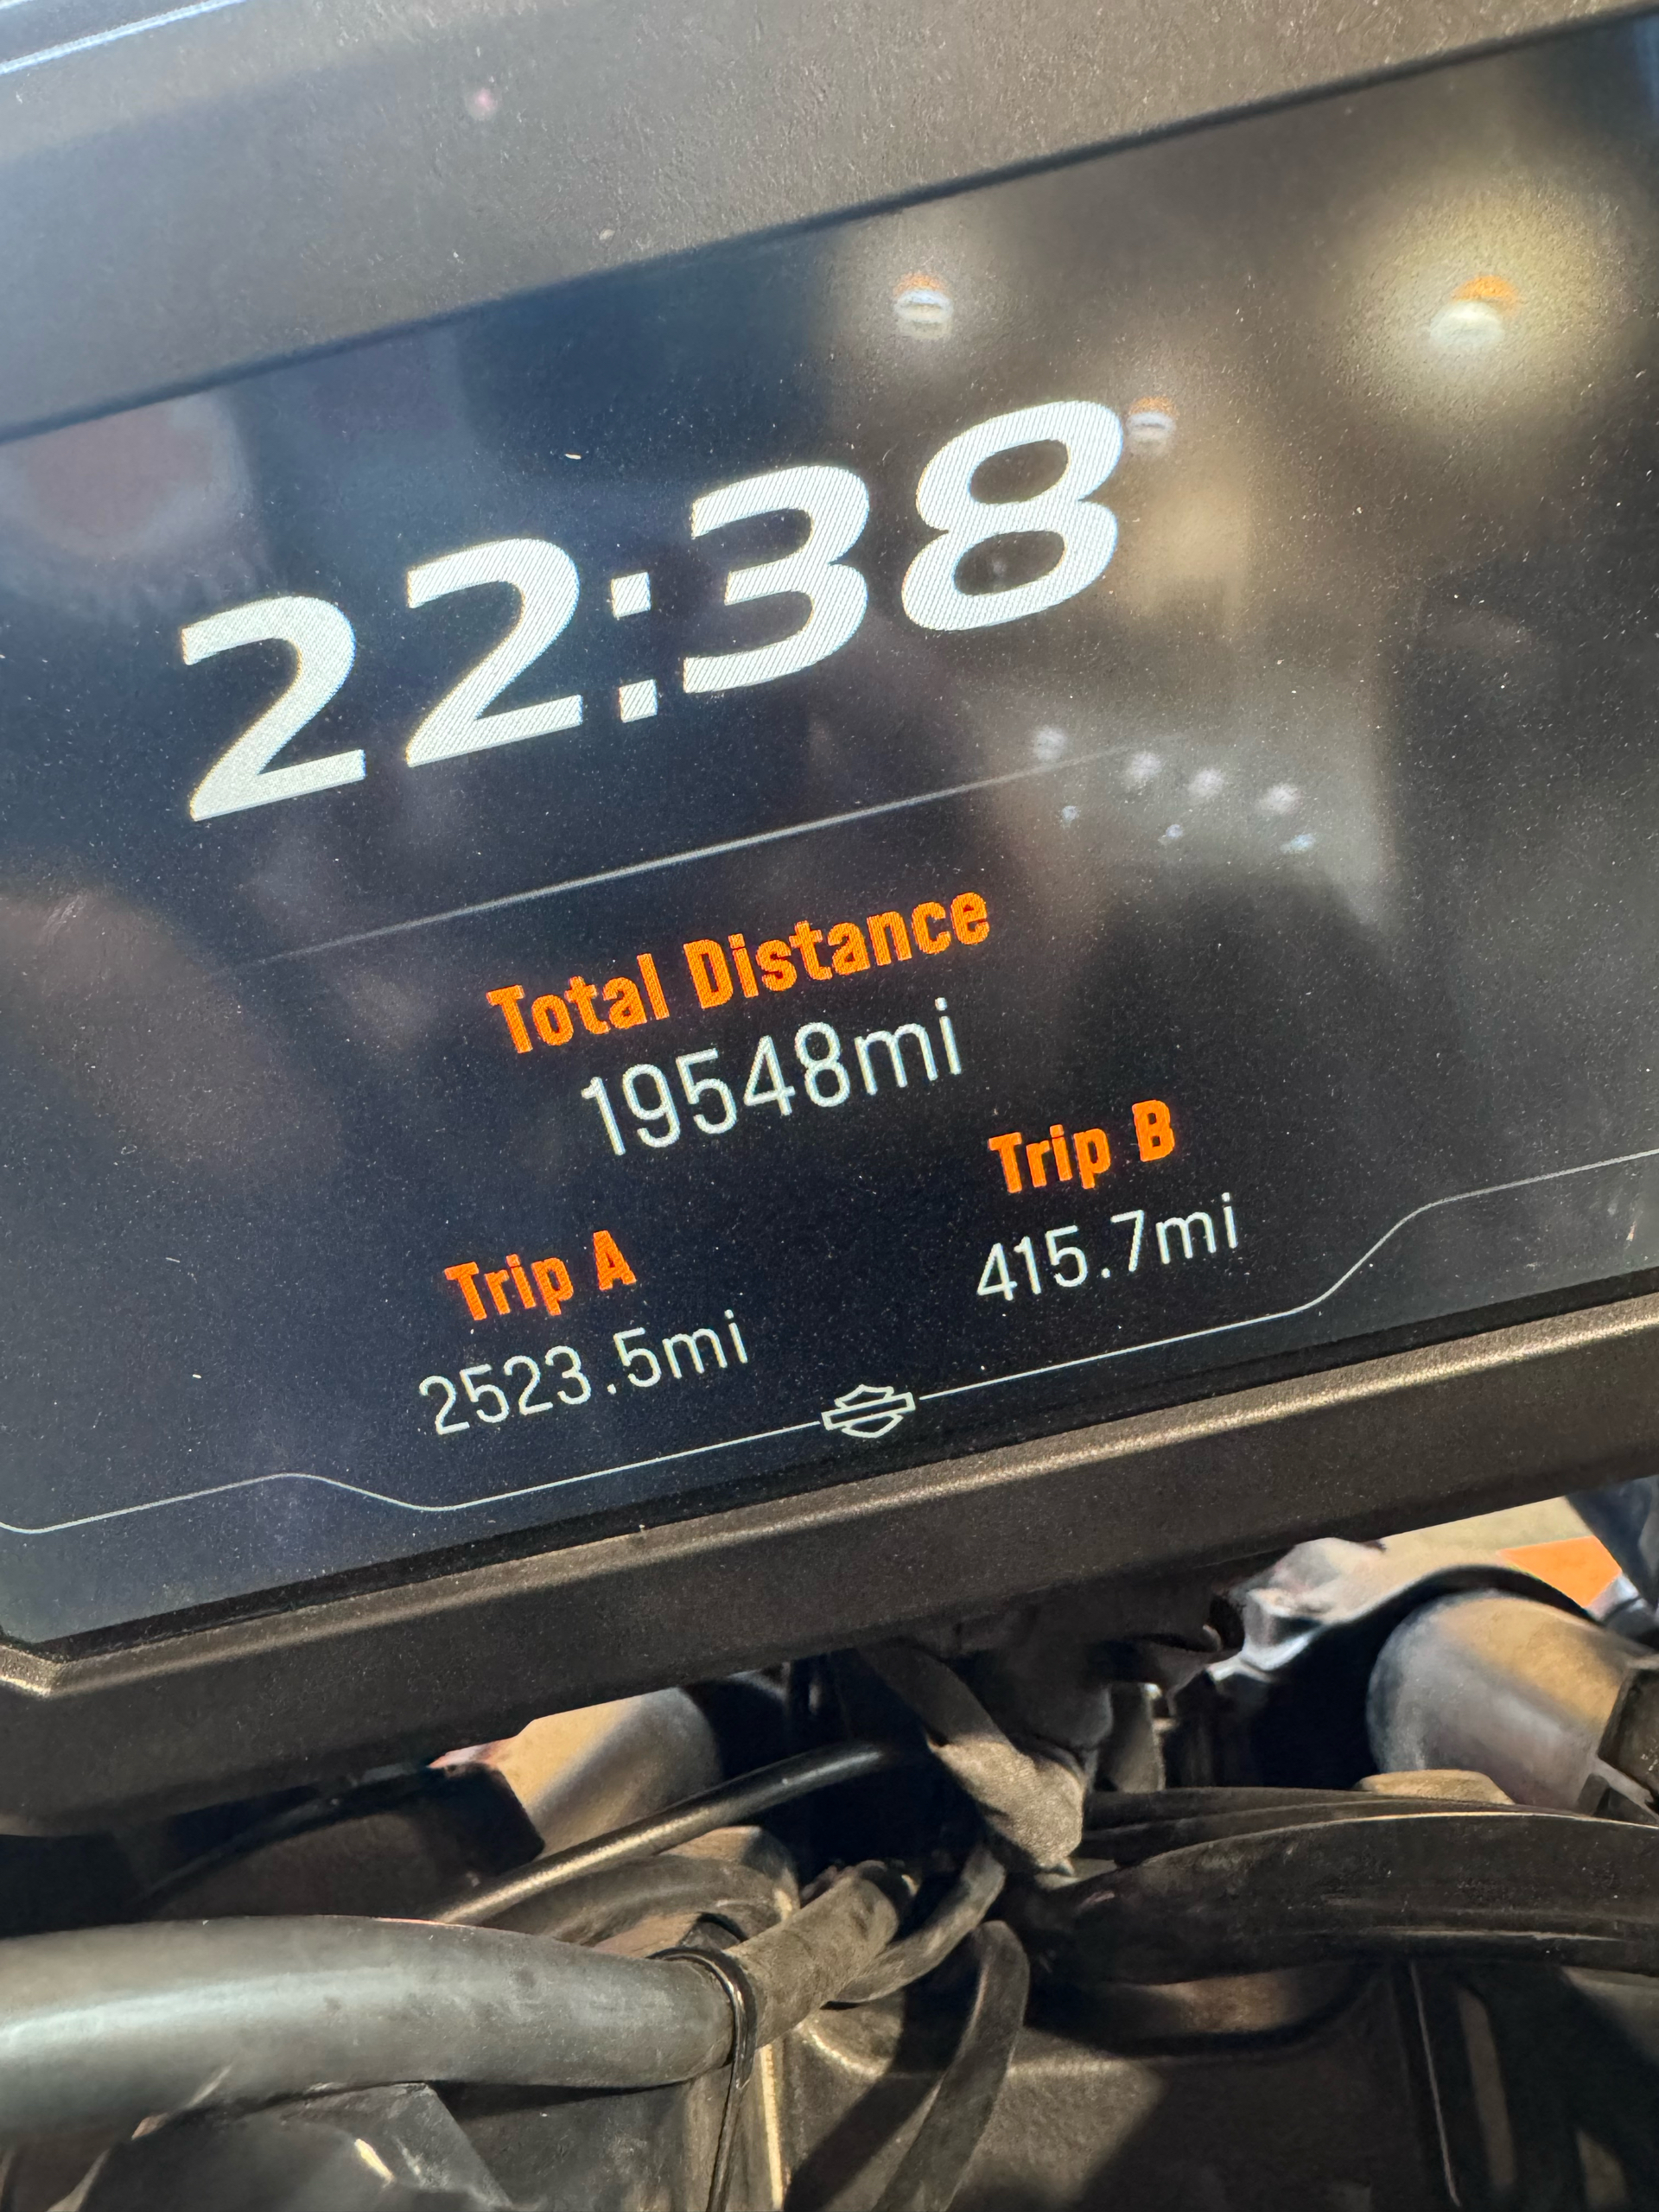 22:38
Total Distance
19548mi
Trip A
2523.5mi
Trip B
415.7mi